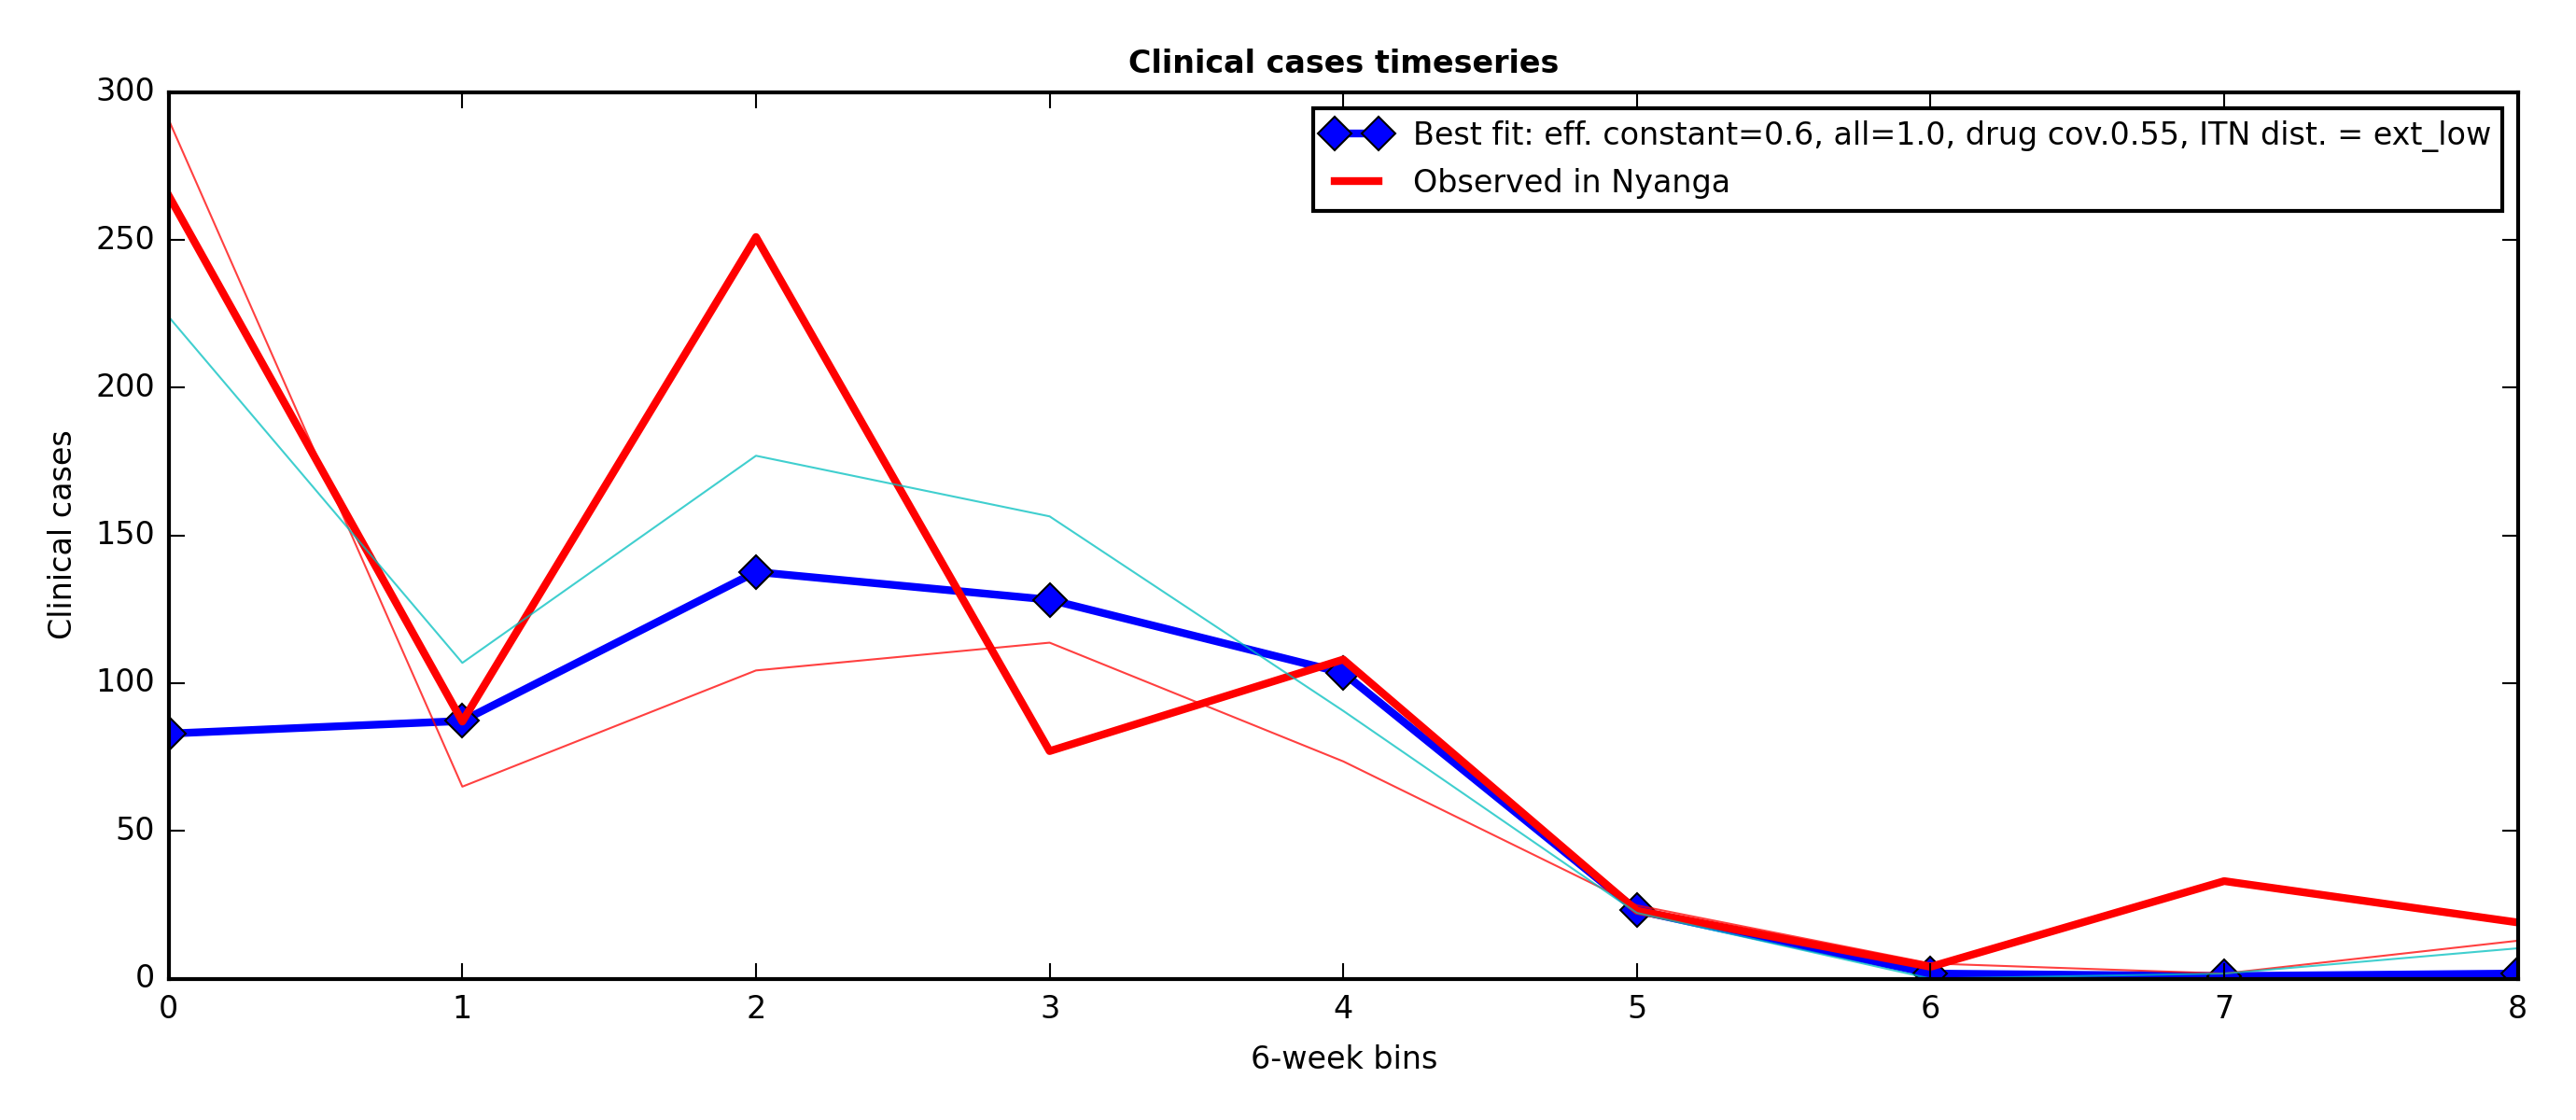 Clinical cases timeseries
300
250
200
150
100
50
0
Clinical cases
Best fit: eff. constant=0.6, all=1.0, drug cov.0.55, ITN dist. = ext_low
Observed in Nyanga
0 1 2 3 4 5 6 7 8
6-week bins